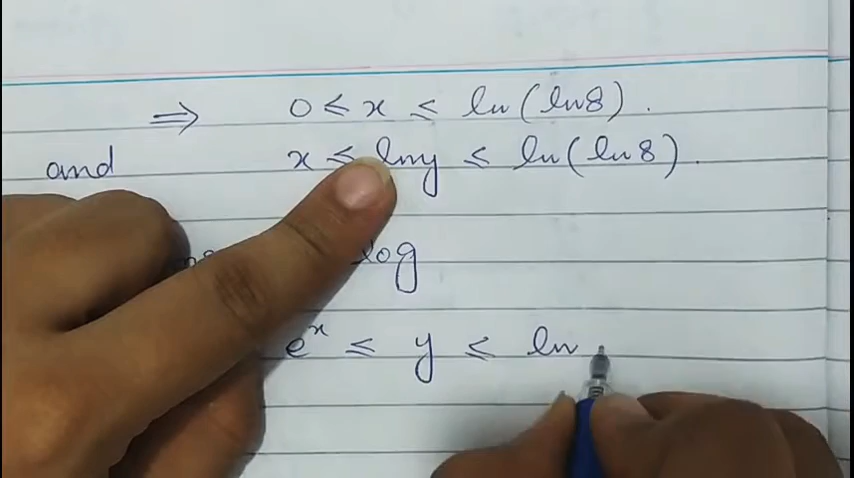 ⇒ 0 ≤ x ≤ ln(ln8).
and x ≤ lny ≤ ln(ln8).
log
eˣ ≤ y ≤ ln